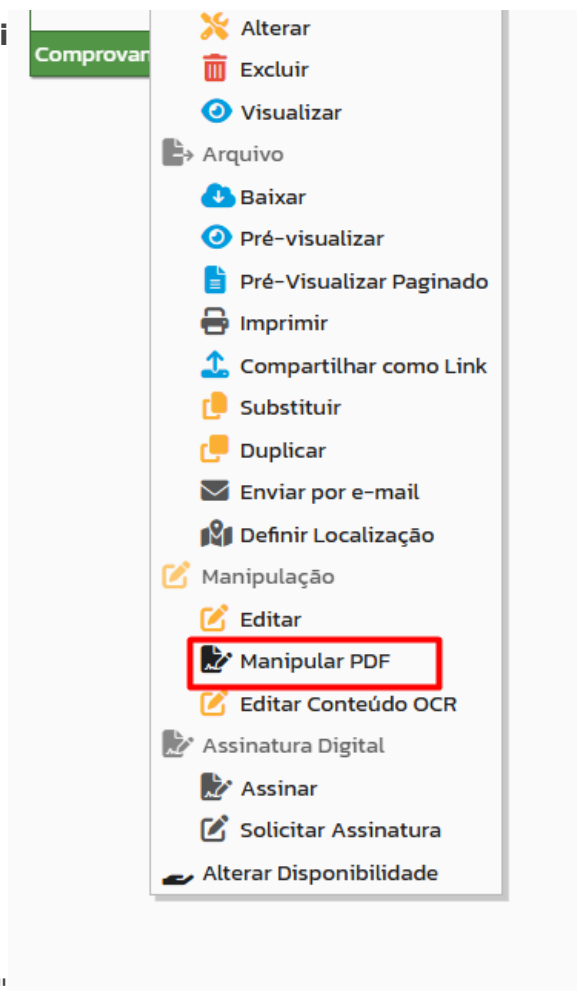 Alterar
Comprovan
Excluir
Visualizar
Arquivo
Baixar
Pré-visualizar
Pré-Visualizar Paginado
Imprimir
Compartilhar como Link
Substituir
Duplicar
Enviar por e-mail
Definir Localização
Manipulação
Editar
Manipular PDF
Editar Conteúdo OCR
Assinatura Digital
Assinar
Solicitar Assinatura
Alterar Disponibilidade